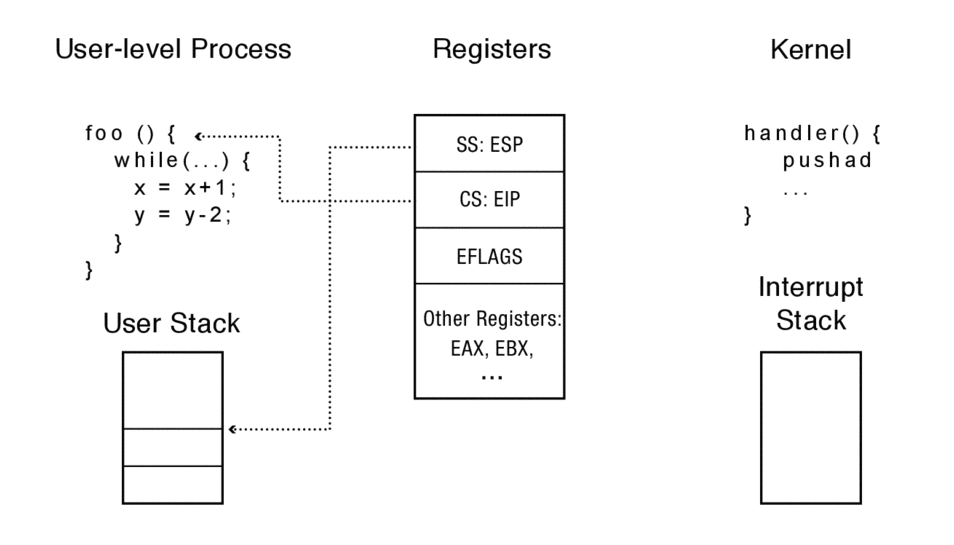 User-level Process
foo () {
while(...) {
x = x+1;
y = y-2;
}
}
User Stack
Registers
SS: ESP
CS: EIP
EFLAGS
Other Registers:
EAX, EBX,
...
Kernel
handler() {
pushad
...
}
Interrupt
Stack